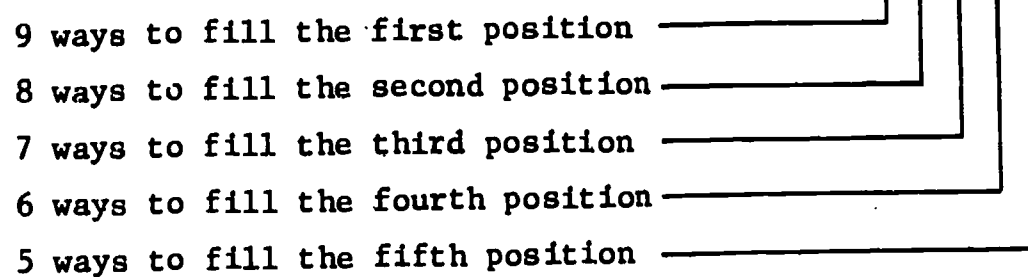 9 ways to fill the first position
8 ways to fill the second position
7 ways to fill the third position
6 ways to fill the fourth position
5 ways to fill the fifth position